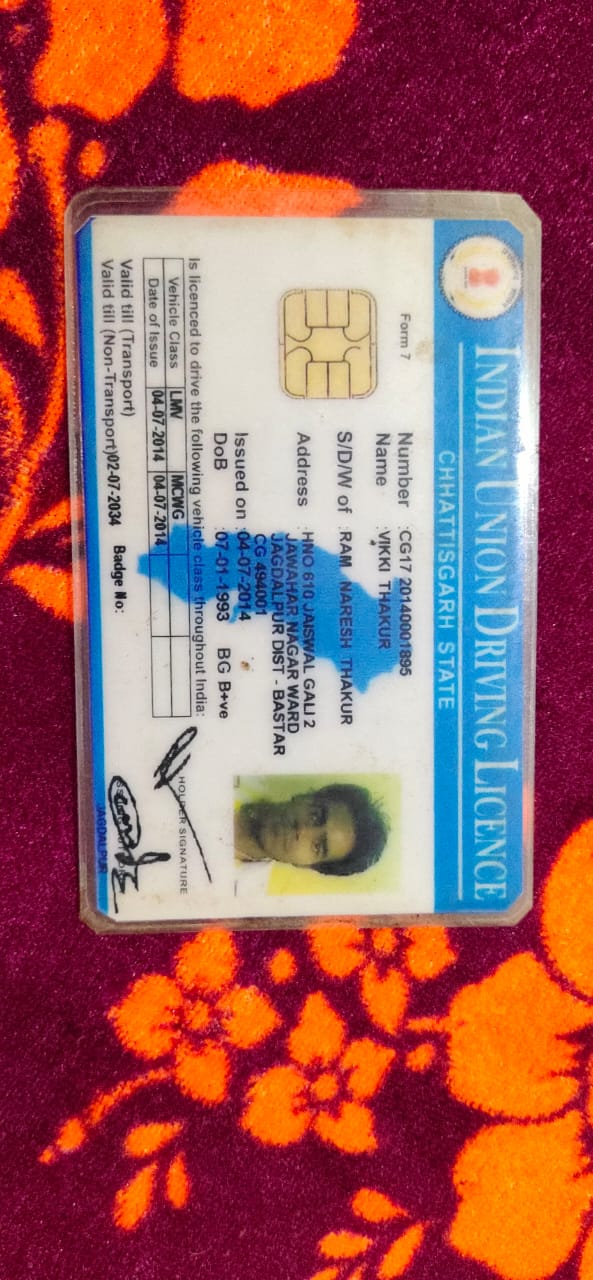 INDIAN UNION DRIVING LICENCE
CHHATTISGARH STATE
Form 7
Number :CG17 20140001895
Name :VIKKI THAKUR
S/D/W of :RAM NARESH THAKUR
Address :HNO 610 JAISWAL GALI 2
JAWAHAR NAGAR WARD
JAGDALPUR DIST - BASTAR
CG 494001
Issued on :04-07-2014
DoB :07-01-1993 BG B+ve
Is licenced to drive the following vehicle class throughout India:
Vehicle Class LMV MCWG
Date of Issue 04-07-2014 04-07-2014
Valid till (Transport)
Valid till (Non-Transport)02-07-2034 Badge No:
HOLDER SIGNATURE
JAGDALPUR